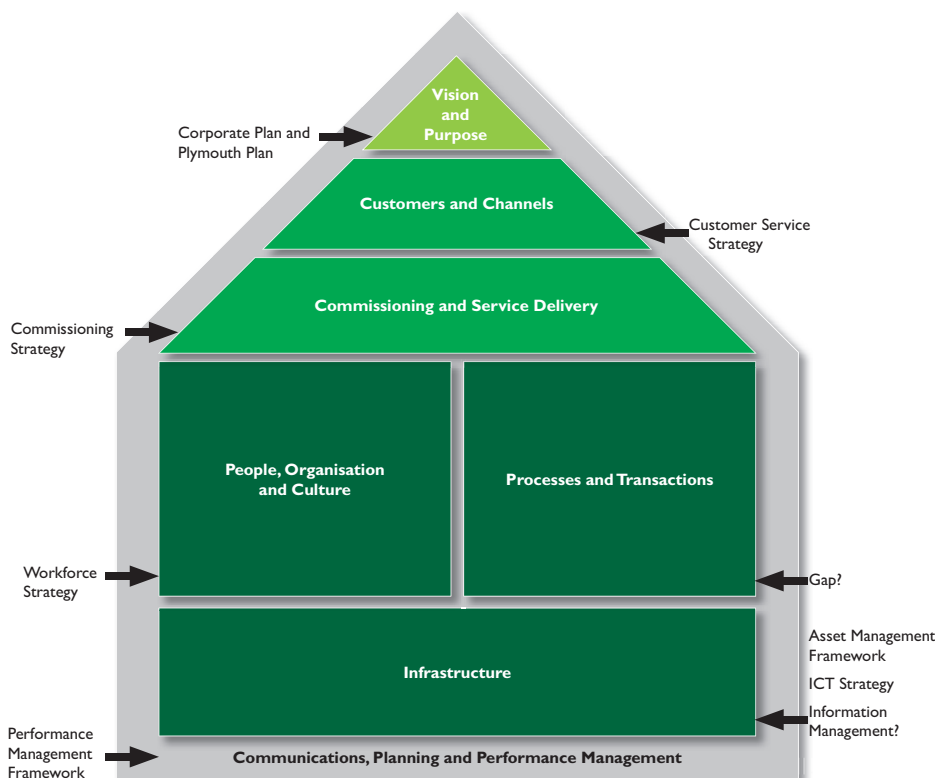 Vision
and
Purpose
Corporate Plan and
Plymouth Plan
Customers and Channels
Customer Service
Strategy
Commissioning and Service Delivery
Commissioning
Strategy
People, Organisation
and Culture
Processes and Transactions
Workforce
Strategy
Gap?
Asset Management
Framework
Infrastructure
ICT Strategy
Information
Management?
Performance
Management
Framework
Communications, Planning and Performance Management